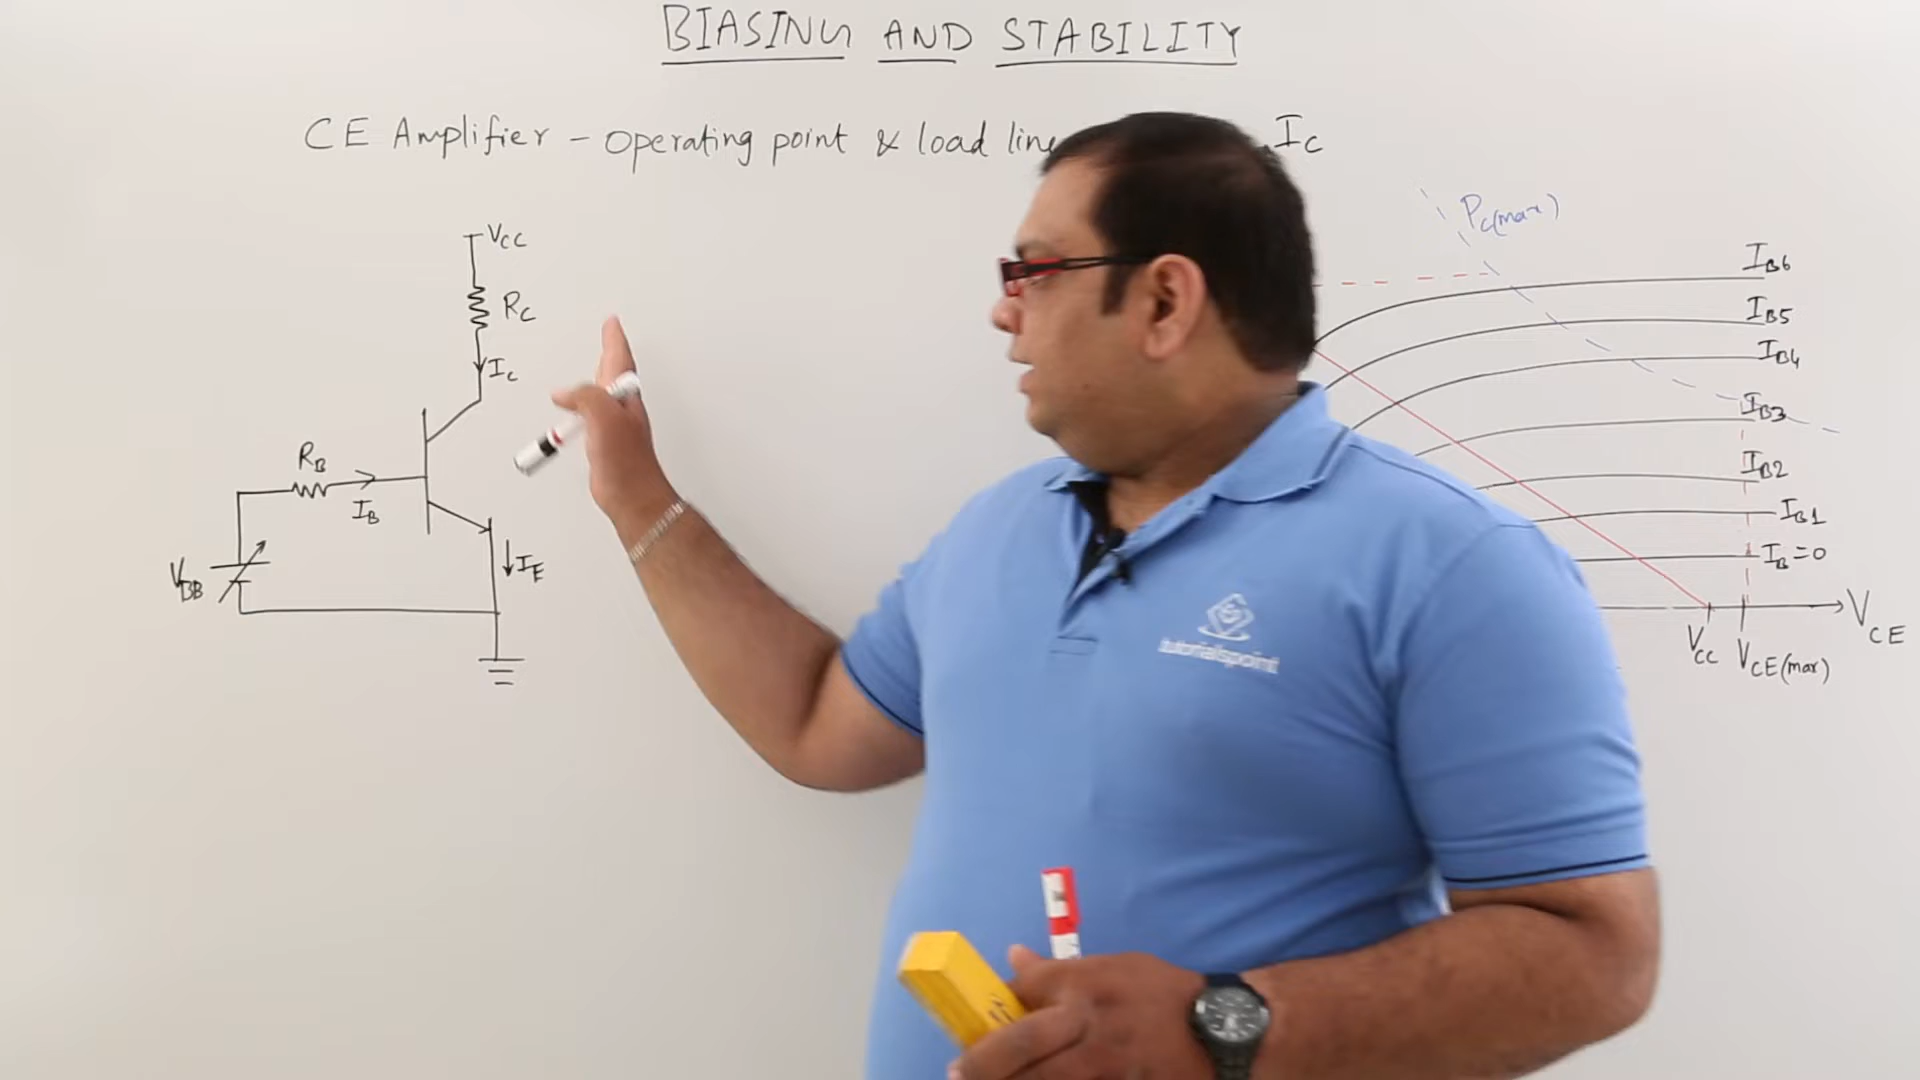 BIASING AND STABILITY
CE Amplifier - Operating point & load line
IC
PC(max)
VCC
RC
IC
RB
IB
VBB
IE
IB6
IB5
IB4
IB3
IB2
IB1
IB=0
VCE
VCC
VCE(max)
tutorialspoint